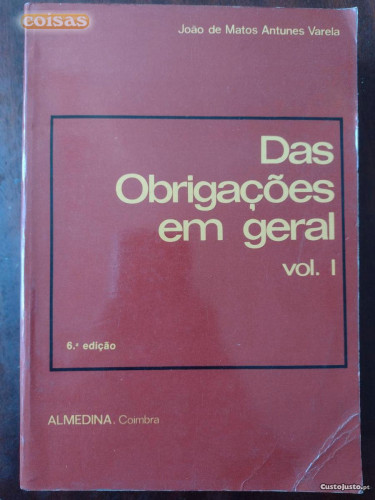 coisas
João de Matos Antunes Varela
Das
Obrigações
em geral
vol. I
6.ª edição
ALMEDINA. Coimbra
CustoJusto.pt